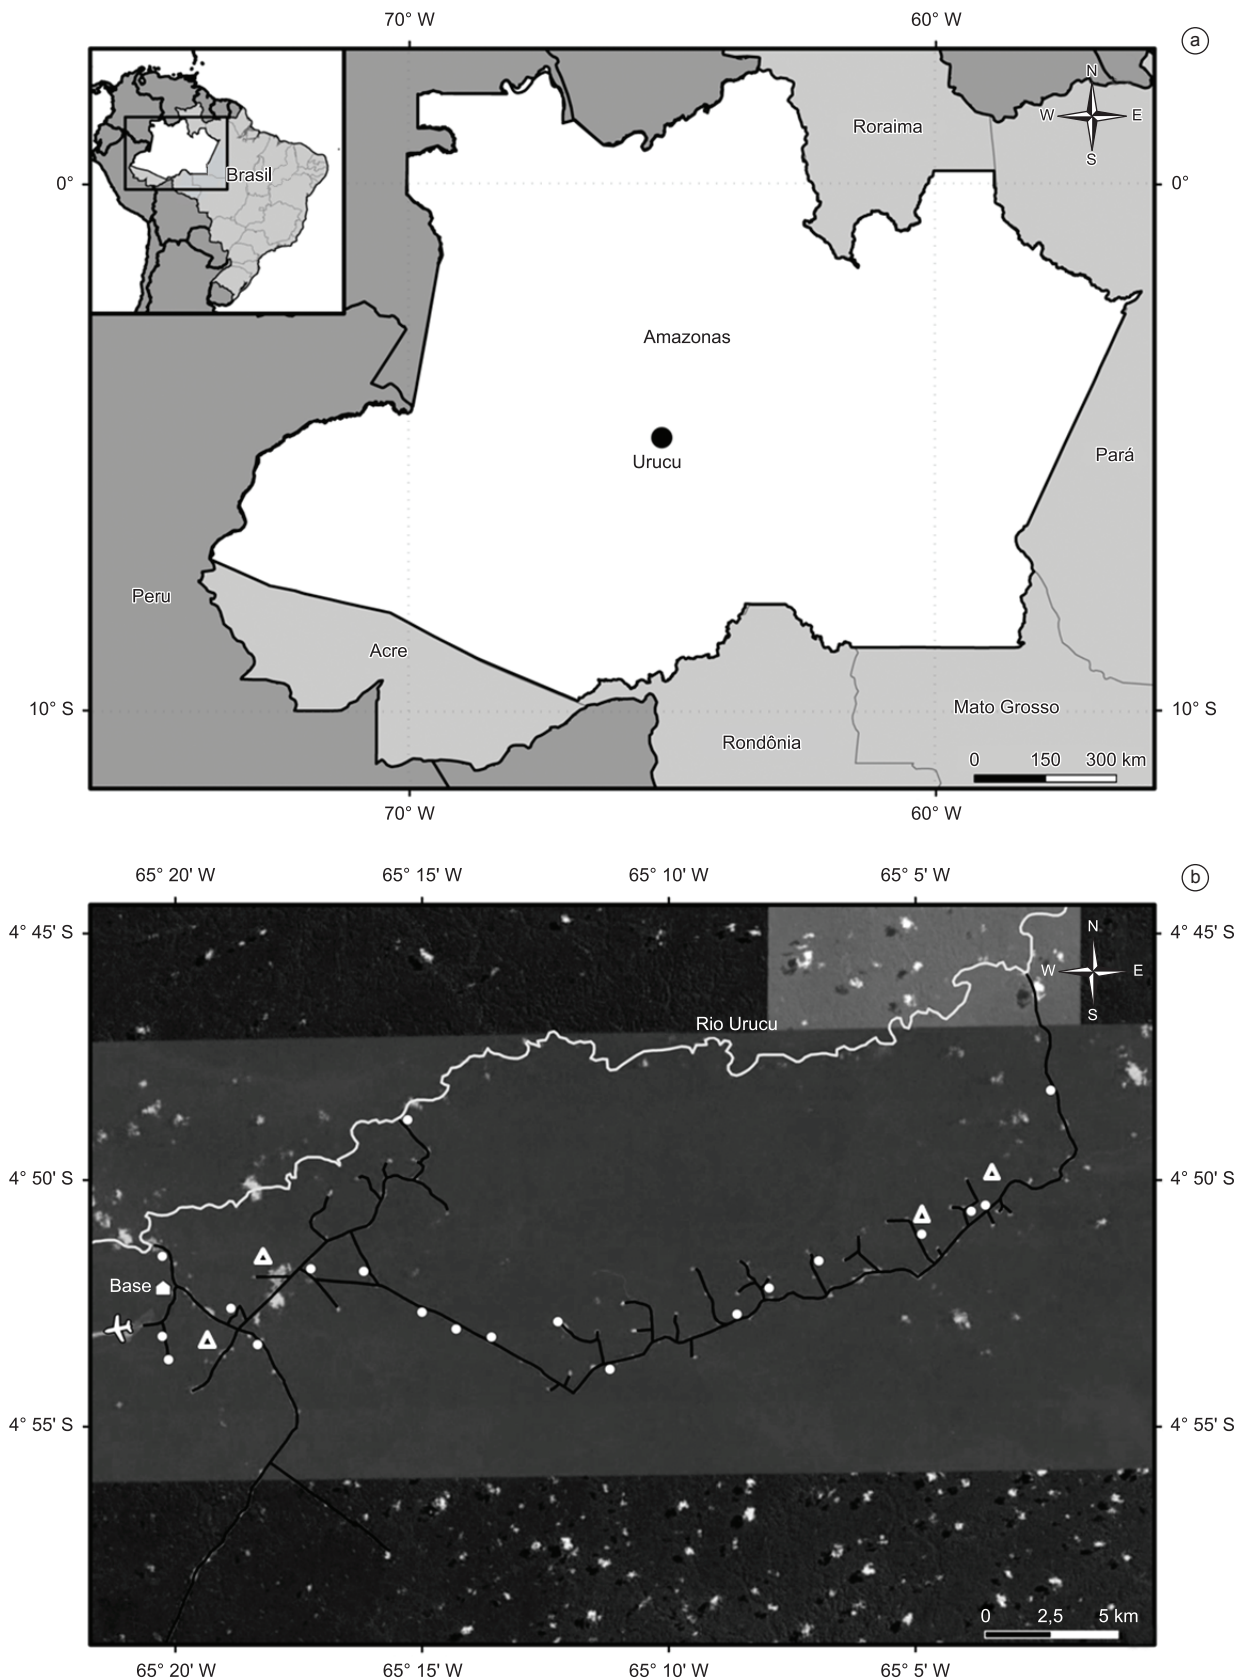 70° W 60° W
a
N
W E
S
Roraima
Brasil
0° 0°
Amazonas
Urucu
Pará
Peru
Acre
Mato Grosso
10° S 10° S
Rondônia
0 150 300 km
70° W 60° W
b
65° 20' W 65° 15' W 65° 10' W 65° 5' W
4° 45' S 4° 45' S
N
W E
S
Rio Urucu
4° 50' S 4° 50' S
Base
4° 55' S 4° 55' S
0 2,5 5 km
65° 20' W 65° 15' W 65° 10' W 65° 5' W